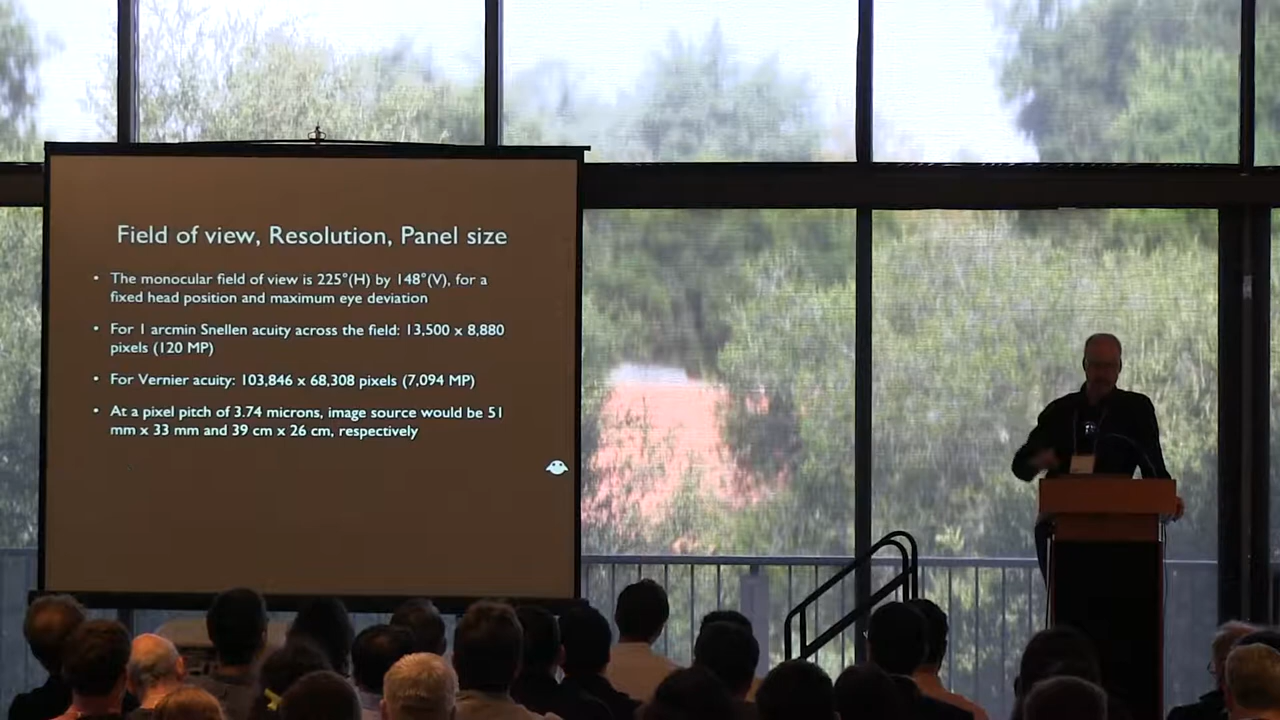 Field of view, Resolution, Panel size
• The monocular field of view is 225°(H) by 148°(V), for a
fixed head position and maximum eye deviation
• For 1 arcmin Snellen acuity across the field: 13,500 x 8,880
pixels (120 MP)
• For Vernier acuity: 103,846 x 68,308 pixels (7,094 MP)
• At a pixel pitch of 3.74 microns, image source would be 51
mm x 33 mm and 39 cm x 26 cm, respectively